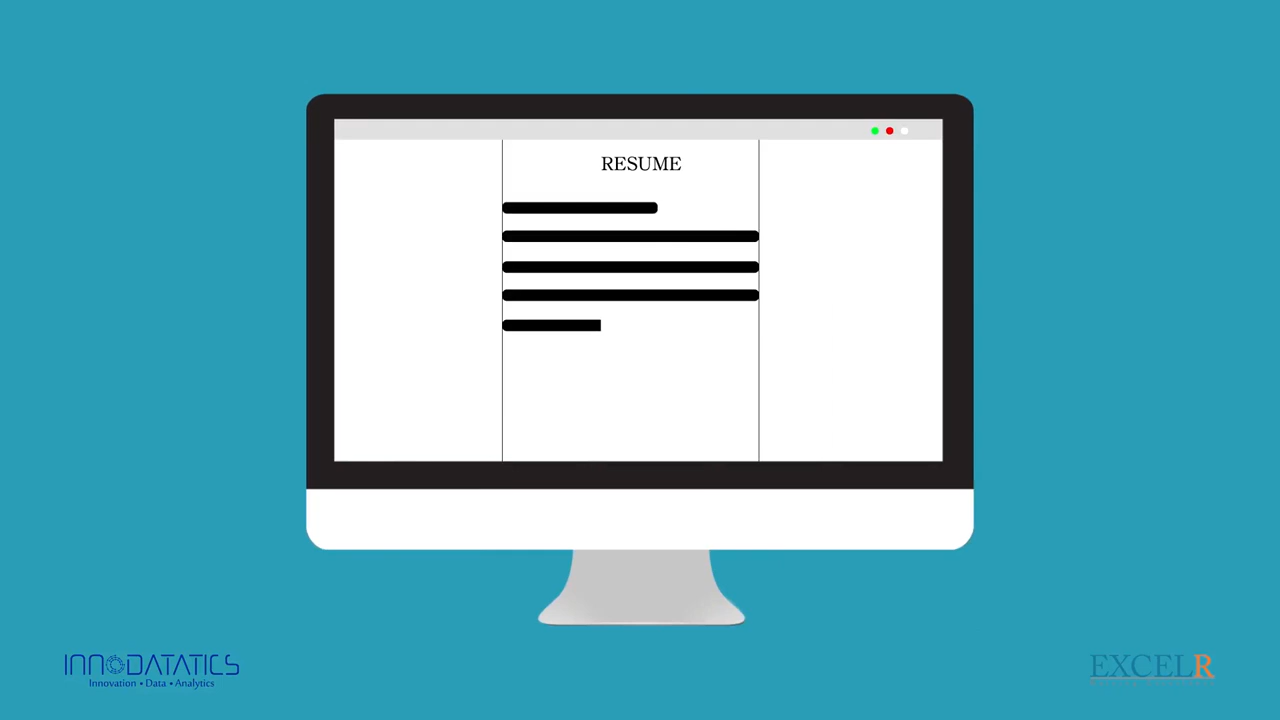 RESUME
INNODATATICS
Innovation • Data • Analytics
EXCELR